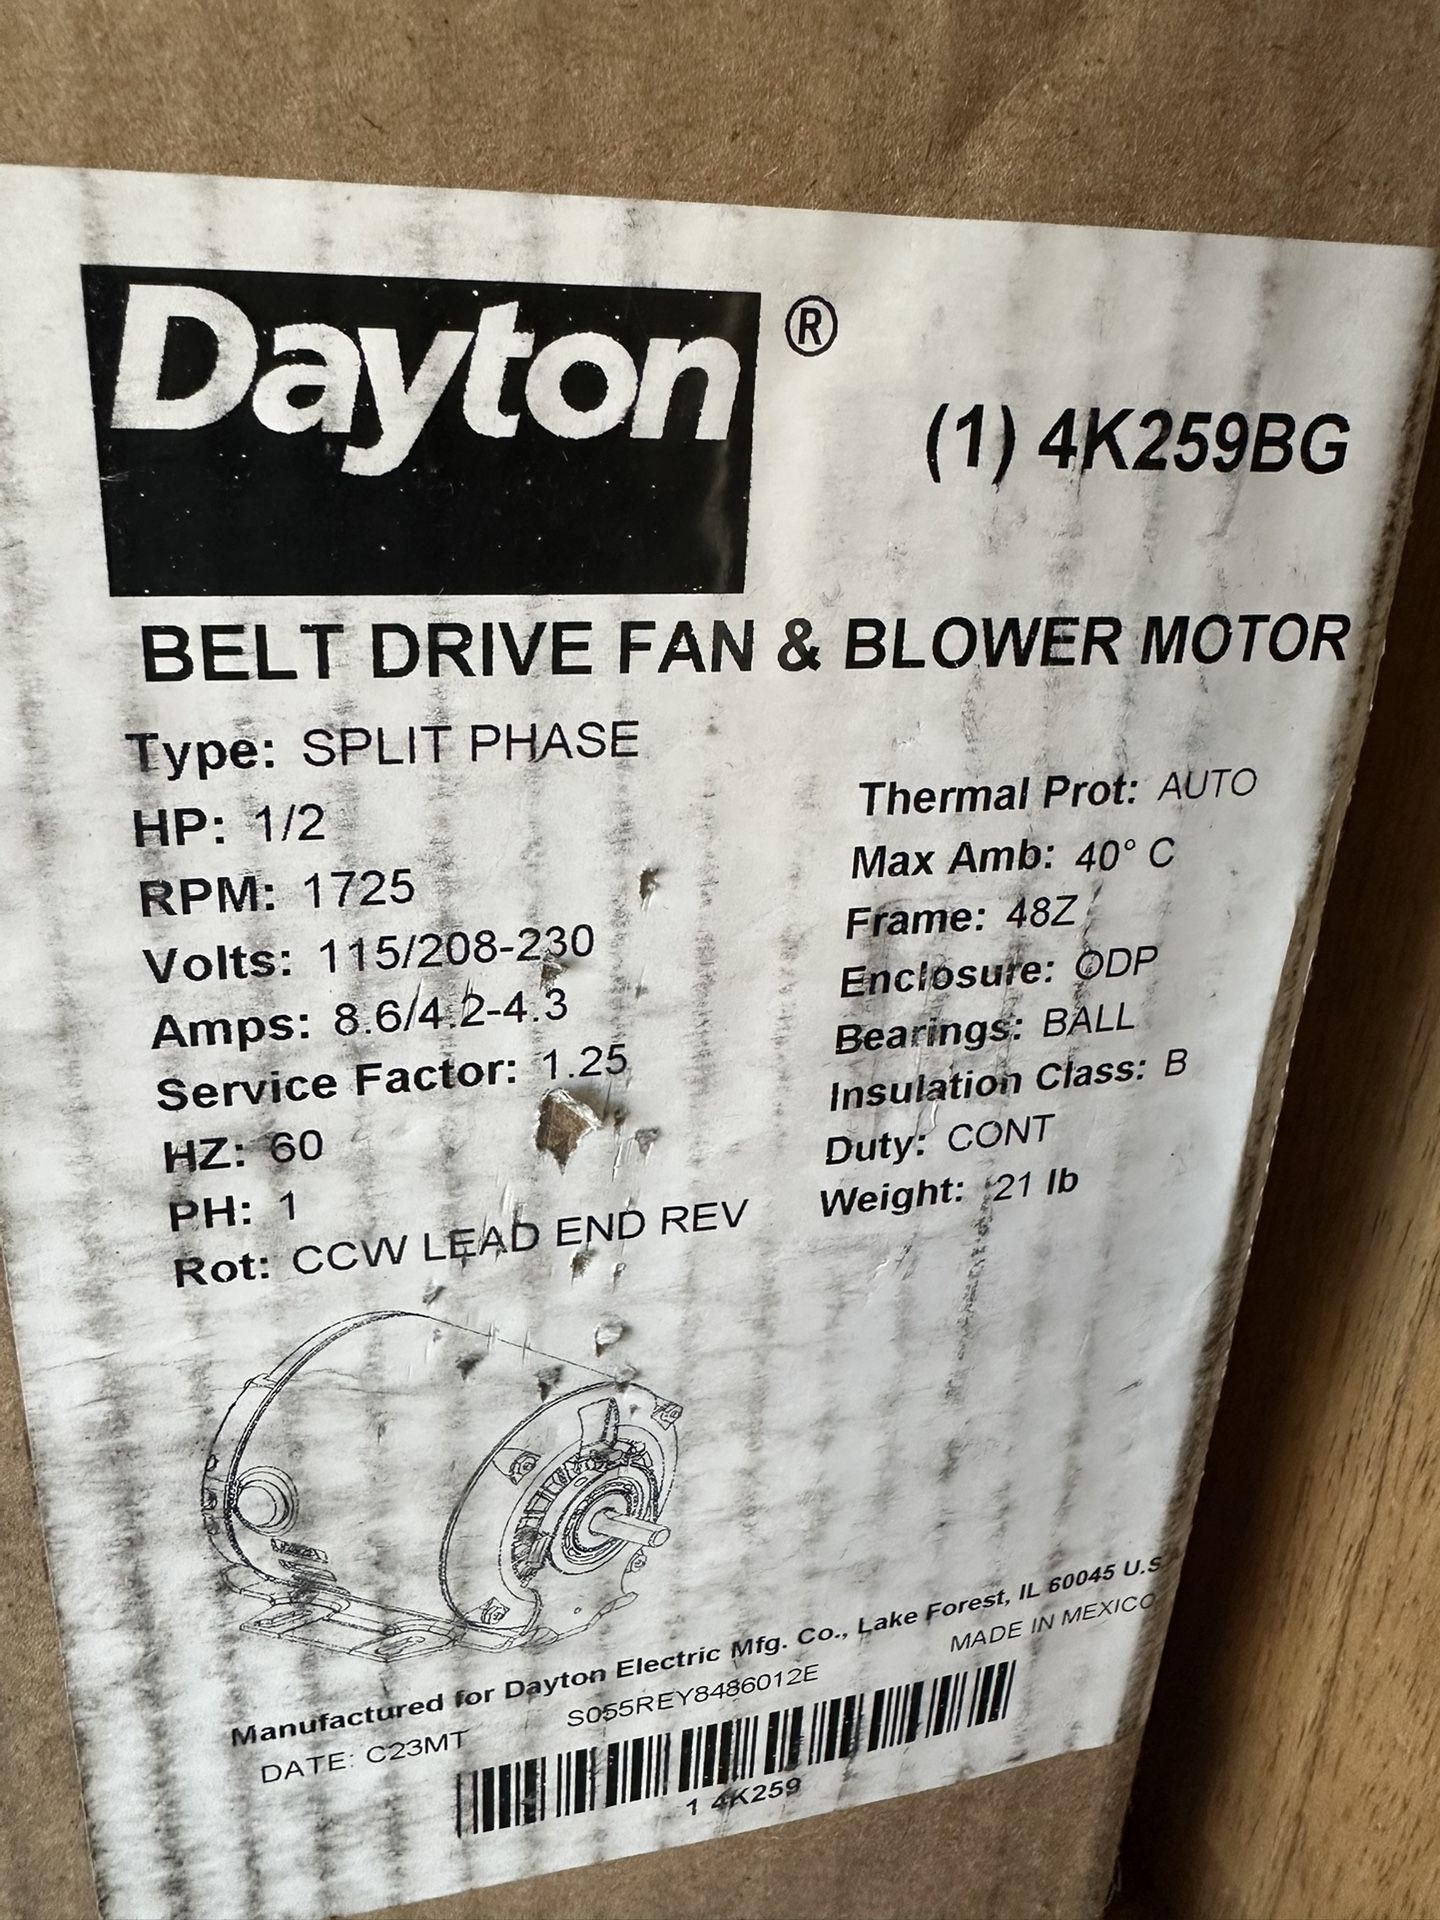 Dayton®
(1) 4K259BG
BELT DRIVE FAN & BLOWER MOTOR
Type: SPLIT PHASE
HP: 1/2
RPM: 1725
Volts: 115/208-230
Amps: 8.6/4.2-4.3
Service Factor: 1.25
HZ: 60
PH: 1
Rot: CCW LEAD END REV
Thermal Prot: AUTO
Max Amb: 40° C
Frame: 48Z
Enclosure: ODP
Bearings: BALL
Insulation Class: B
Duty: CONT
Weight: 21 lb
Manufactured for Dayton Electric Mfg. Co., Lake Forest, IL 60045 U.S
DATE: C23MT
S055REY8486012E
MADE IN MEXICO
1 4K259